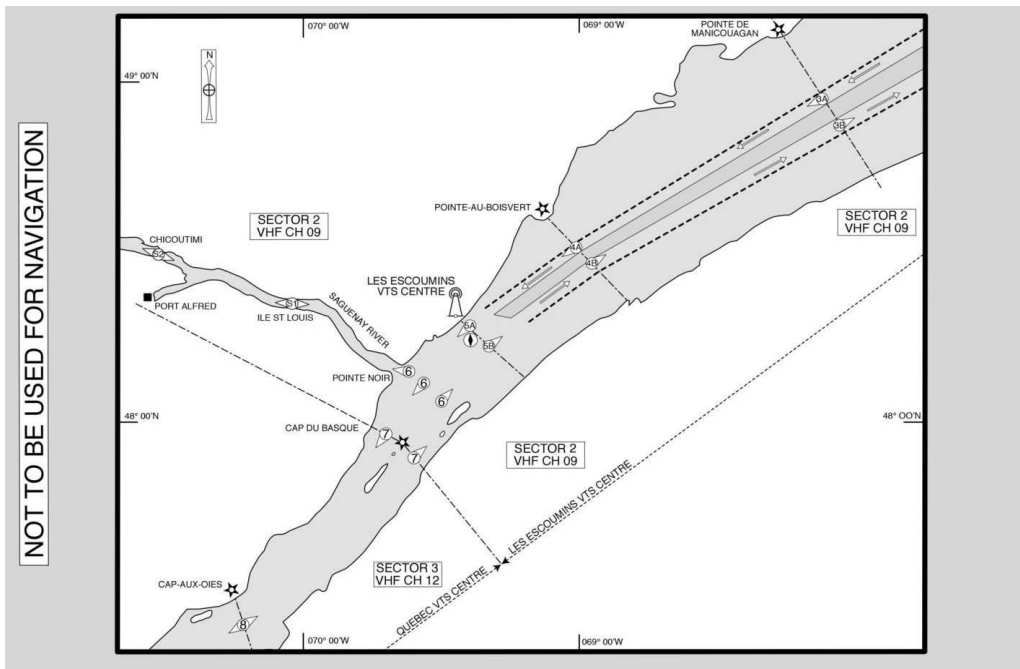 NOT TO BE USED FOR NAVIGATION
070° 00'W
069° 00'W
POINTE DE
MANICOUAGAN
N
49° 00'N
3A
3B
POINTE-AU-BOISVERT
SECTOR 2
VHF CH 09
SECTOR 2
VHF CH 09
CHICOUTIMI
S2
4A
4B
LES ESCOUMINS
VTS CENTRE
PORT ALFRED
S1
ILE ST LOUIS
SAGUENAY RIVER
5A
5B
POINTE NOIR
6
6
6
48° 00'N
48° OO'N
CAP DU BASQUE
7
7
SECTOR 2
VHF CH 09
LES ESCOUMINS VTS CENTRE
QUEBEC VTS CENTRE
SECTOR 3
VHF CH 12
CAP-AUX-OIES
8
070° 00'W
069° 00'W